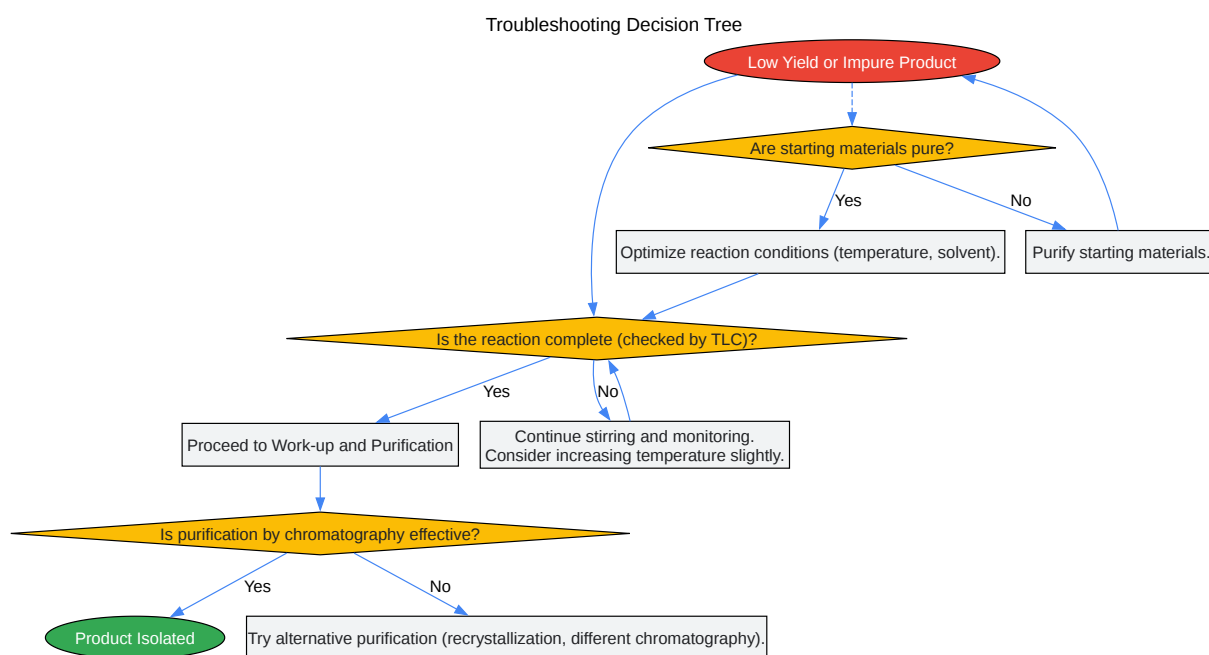 Troubleshooting Decision Tree
Low Yield or Impure Product
Are starting materials pure?
Yes
No
Optimize reaction conditions (temperature, solvent).
Purify starting materials.
Is the reaction complete (checked by TLC)?
Yes
No
Proceed to Work-up and Purification
Continue stirring and monitoring.
Consider increasing temperature slightly.
Is purification by chromatography effective?
Yes
No
Product Isolated
Try alternative purification (recrystallization, different chromatography).